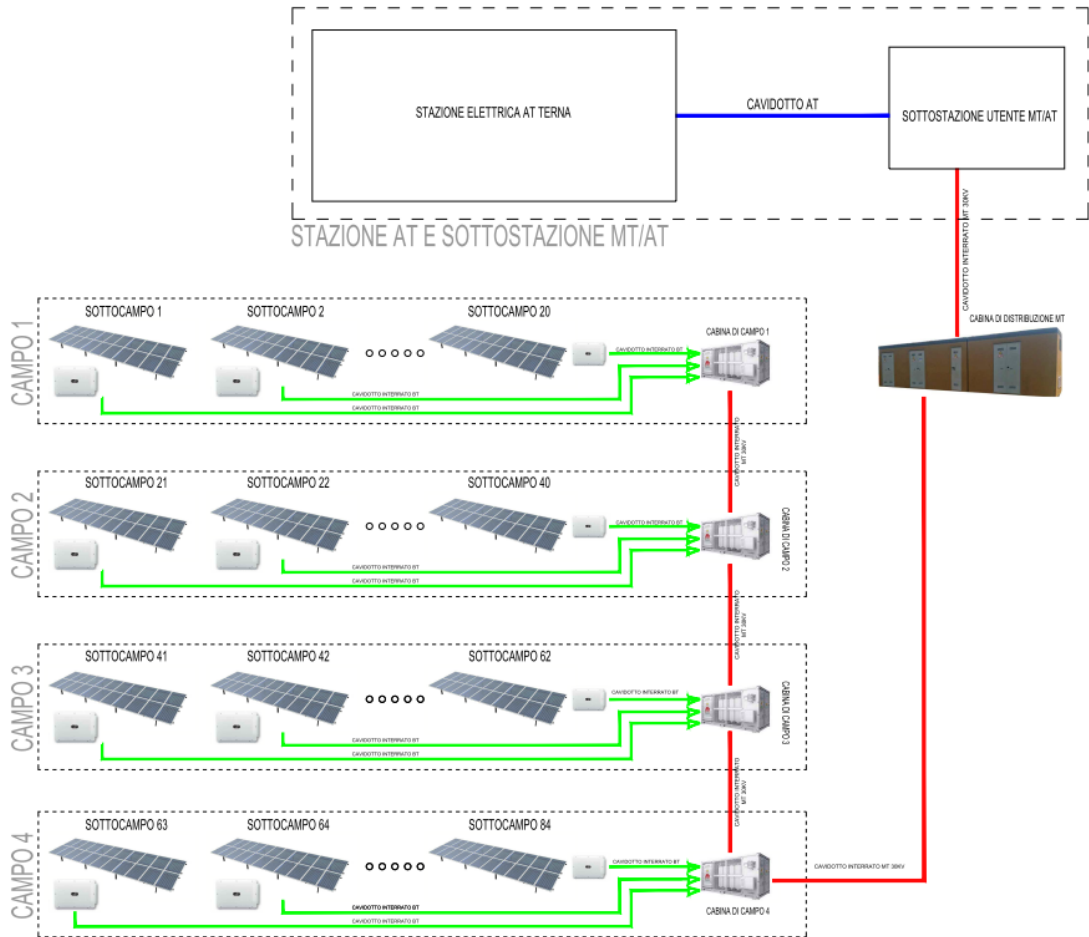 STAZIONE ELETTRICA AT TERNA
CAVIDOTTO AT
SOTTOSTAZIONE UTENTE MT/AT
STAZIONE AT E SOTTOSTAZIONE MT/AT
CAVIDOTTO INTERRATO MT 30KV
CABINA DI DISTRIBUZIONE MT
CAMPO 1
SOTTOCAMPO 1
SOTTOCAMPO 2
SOTTOCAMPO 20
CABINA DI CAMPO 1
CAVIDOTTO INTERRATO BT
CAVIDOTTO INTERRATO BT
CAVIDOTTO INTERRATO BT
CAVIDOTTO INTERRATO
MT 30KV
CAMPO 2
SOTTOCAMPO 21
SOTTOCAMPO 22
SOTTOCAMPO 40
CABINA DI CAMPO
2
CAVIDOTTO INTERRATO BT
CAVIDOTTO INTERRATO BT
CAVIDOTTO INTERRATO BT
CAVIDOTTO INTERRATO
MT 30KV
CAMPO 3
SOTTOCAMPO 41
SOTTOCAMPO 42
SOTTOCAMPO 62
CABINA DI CAMPO
3
CAVIDOTTO INTERRATO BT
CAVIDOTTO INTERRATO BT
CAVIDOTTO INTERRATO BT
CAVIDOTTO INTERRATO
MT 30KV
CAMPO 4
SOTTOCAMPO 63
SOTTOCAMPO 64
SOTTOCAMPO 84
CAVIDOTTO INTERRATO BT
CAVIDOTTO INTERRATO BT
CAVIDOTTO INTERRATO BT
CABINA DI CAMPO 4
CAVIDOTTO INTERRATO MT 30KV